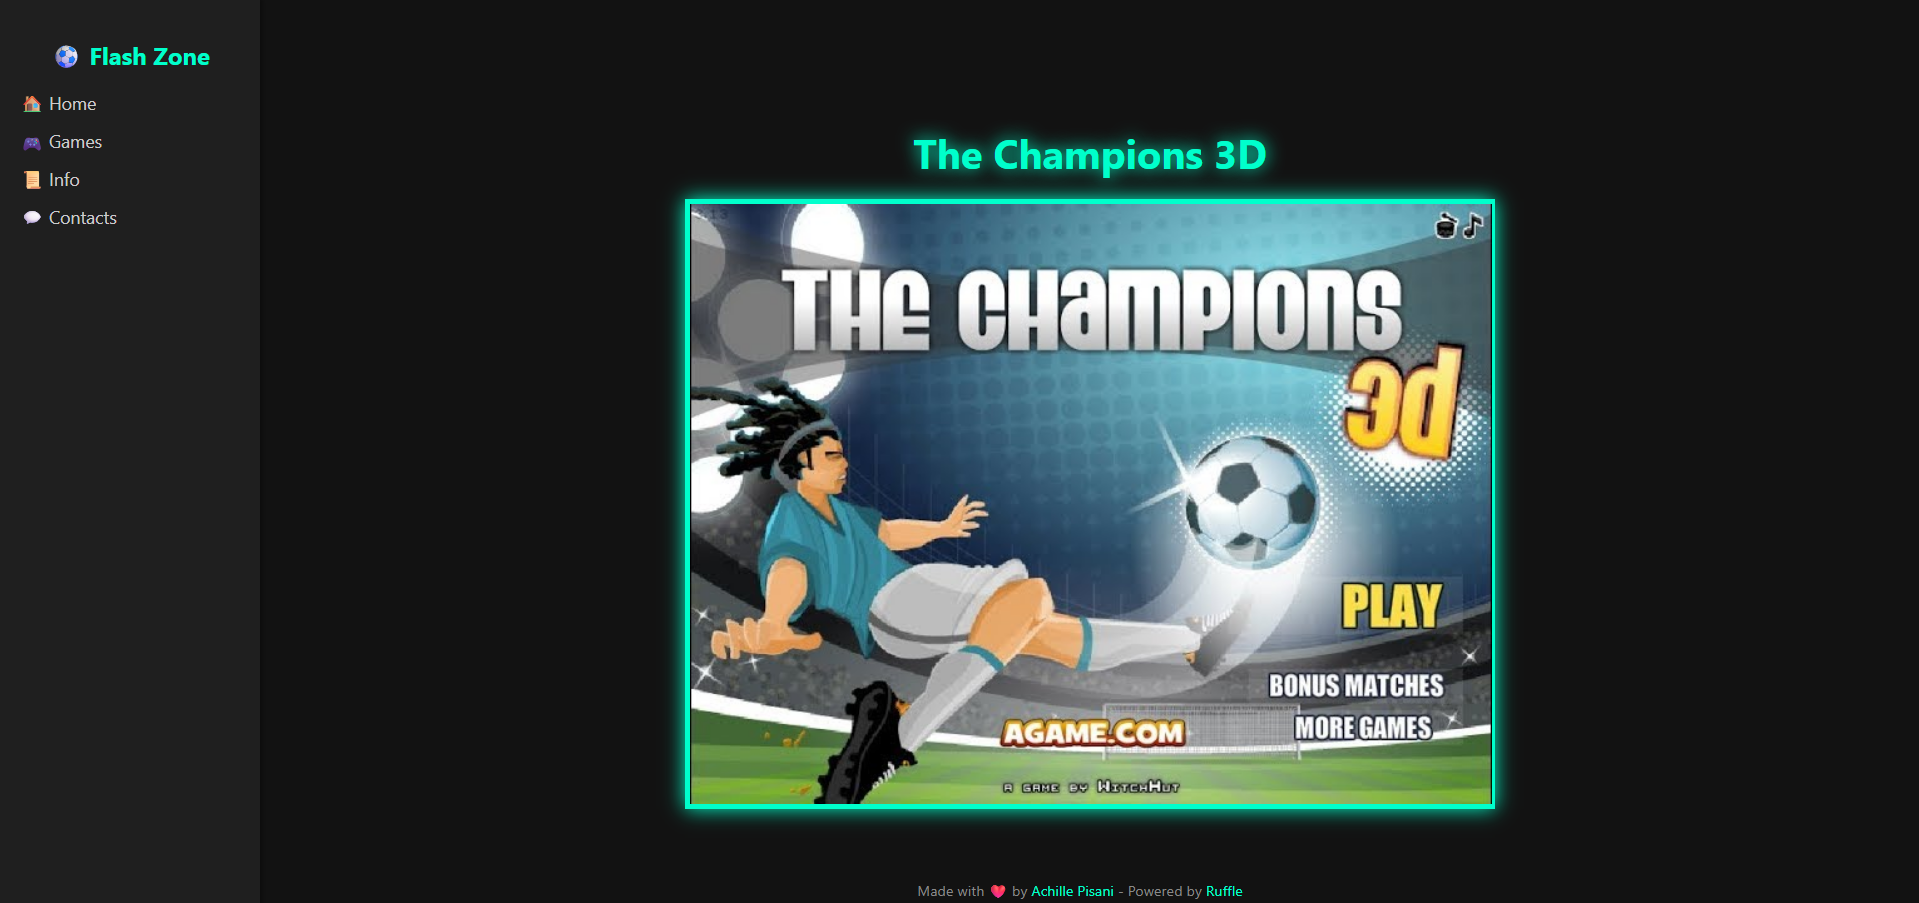 Flash Zone
Home
Games
Info
Contacts
The Champions 3D
THE CHAMPIONS
3d
PLAY
BONUS MATCHES
MORE GAMES
AGAME.COM
A GAME BY WITCHHUT
Made with ❤️ by Achille Pisani - Powered by Ruffle